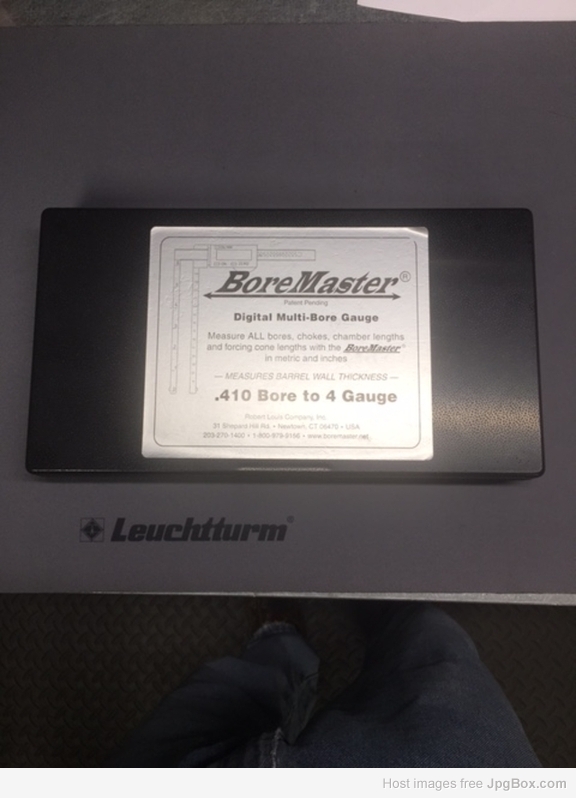 BoreMaster®
Patent Pending
Digital Multi-Bore Gauge
Measure ALL bores, chokes, chamber lengths
and forcing cone lengths with the BoreMaster®
in metric and inches
— MEASURES BARREL WALL THICKNESS —
.410 Bore to 4 Gauge
Robert Louis Company, Inc.
31 Shepard Hill Rd. • Newtown, CT 06470 • USA
203-270-1400 • 1-800-979-9156 • www.boremaster.net
Leuchtturm®
Host images free JpgBox.com